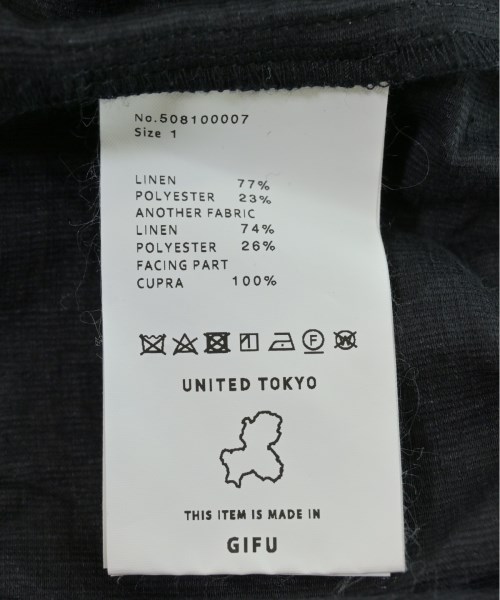 No.508100007
Size 1
LINEN 77%
POLYESTER 23%
ANOTHER FABRIC
LINEN 74%
POLYESTER 26%
FACING PART
CUPRA 100%
F W
UNITED TOKYO
THIS ITEM IS MADE IN
GIFU